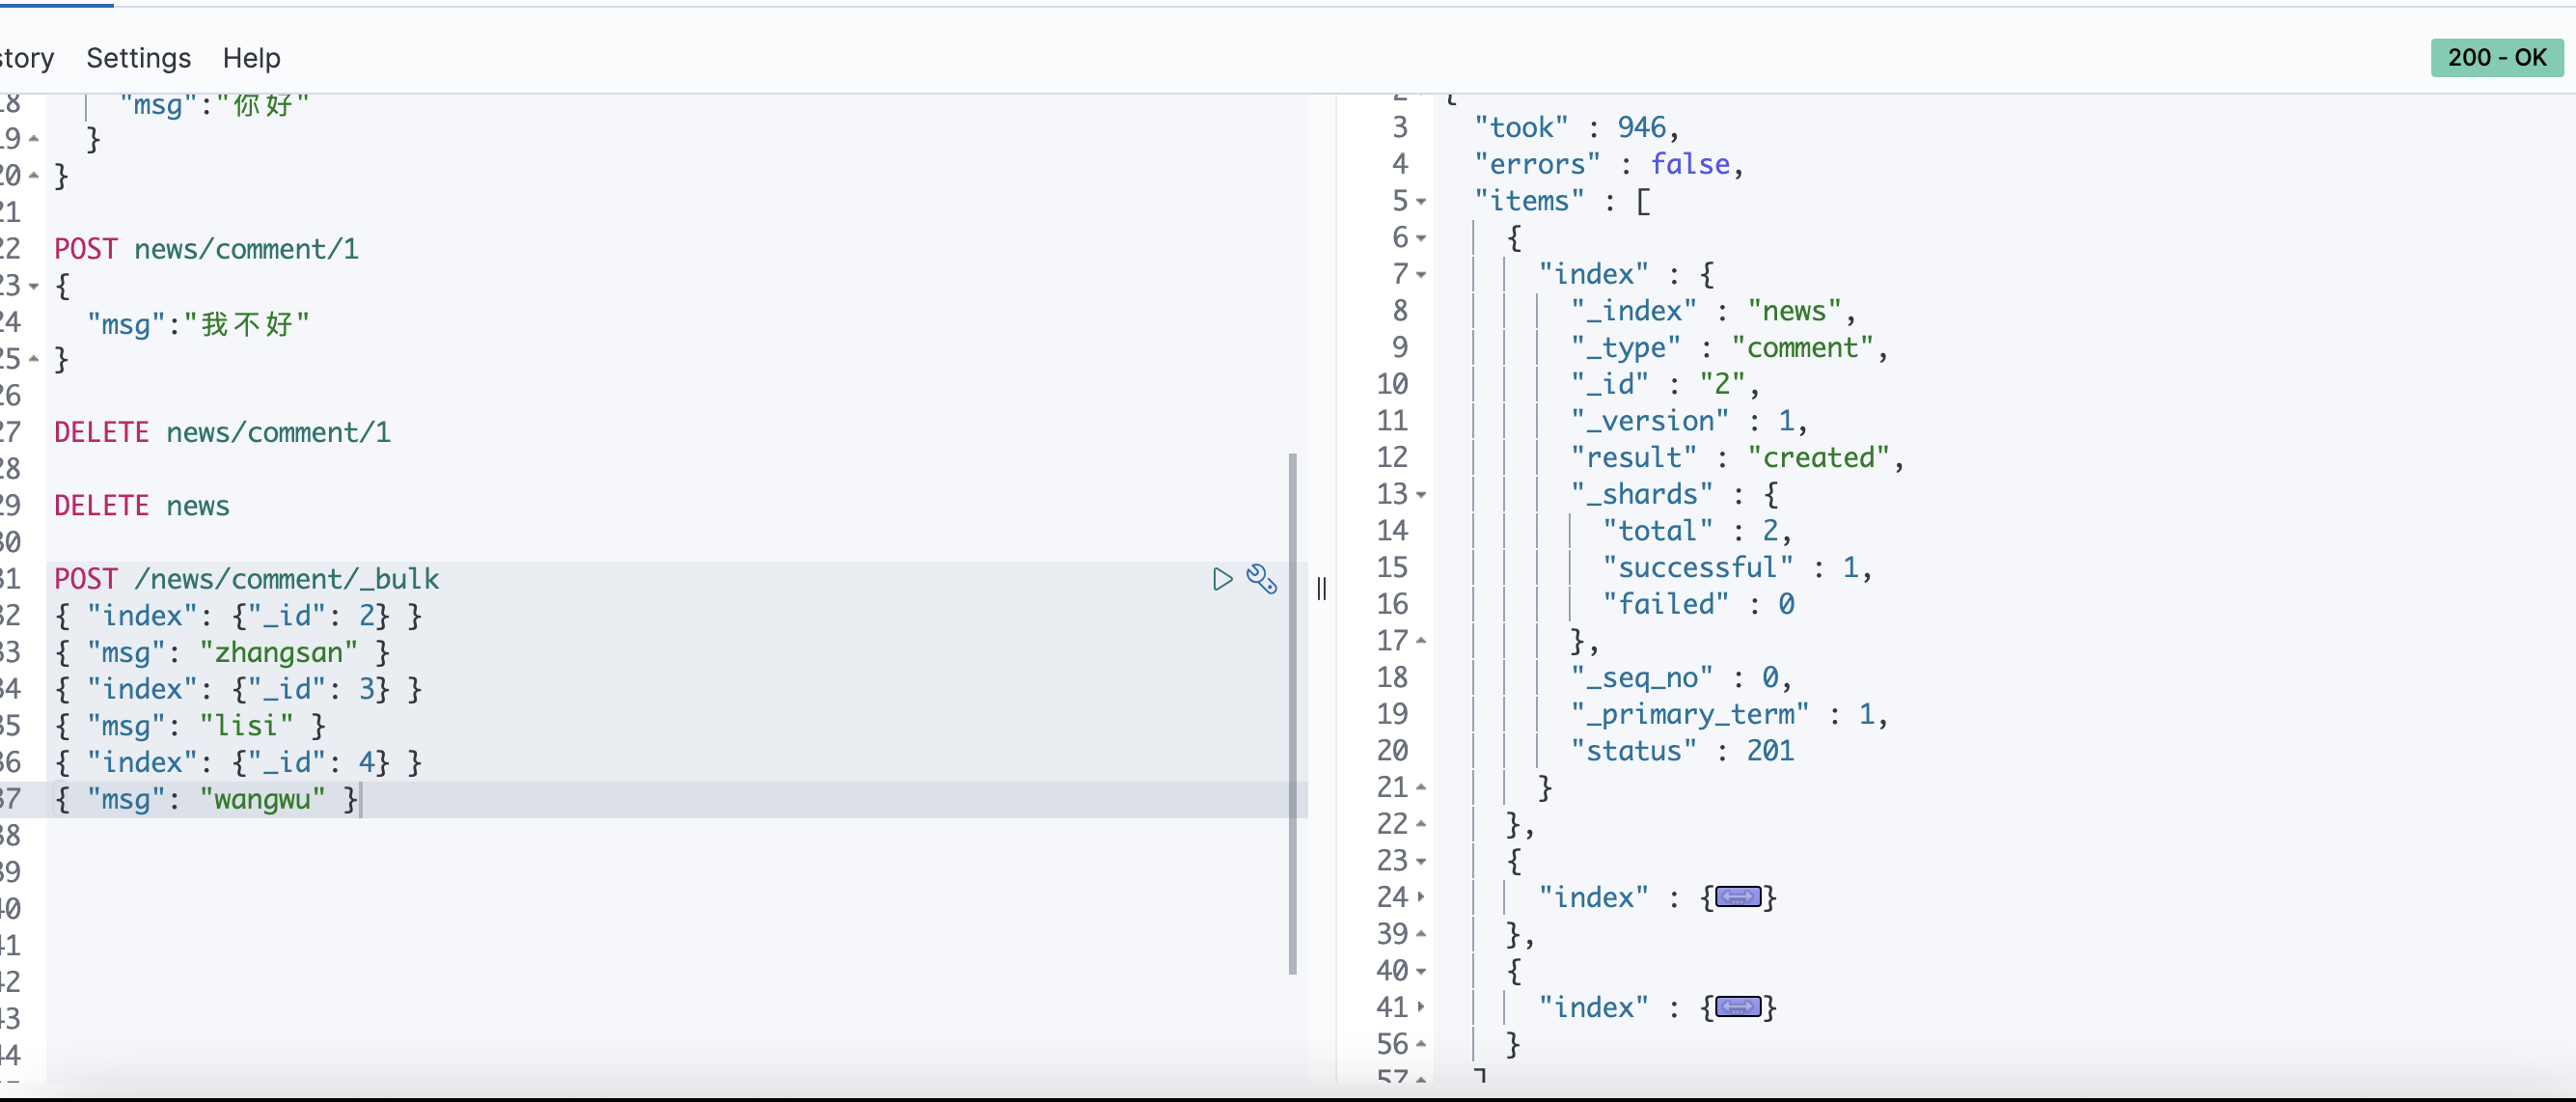 story Settings Help
200 - OK
18 "msg":"你好"
19 }
20 }
21
22 POST news/comment/1
23 {
24 "msg":"我不好"
25 }
26
27 DELETE news/comment/1
28
29 DELETE news
30
31 POST /news/comment/_bulk
32 { "index": {"_id": 2} }
33 { "msg": "zhangsan" }
34 { "index": {"_id": 3} }
35 { "msg": "lisi" }
36 { "index": {"_id": 4} }
37 { "msg": "wangwu" }
38
39
40
41
42
43
44
2 {
3 "took" : 946,
4 "errors" : false,
5 "items" : [
6 {
7 "index" : {
8 "_index" : "news",
9 "_type" : "comment",
10 "_id" : "2",
11 "_version" : 1,
12 "result" : "created",
13 "_shards" : {
14 "total" : 2,
15 "successful" : 1,
16 "failed" : 0
17 },
18 "_seq_no" : 0,
19 "_primary_term" : 1,
20 "status" : 201
21 }
22 },
23 {
24 "index" : {}
39 },
40 {
41 "index" : {}
56 }
57 ]